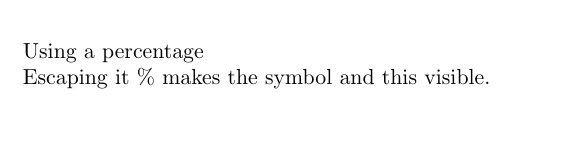 Using a percentage
Escaping it % makes the symbol and this visible.